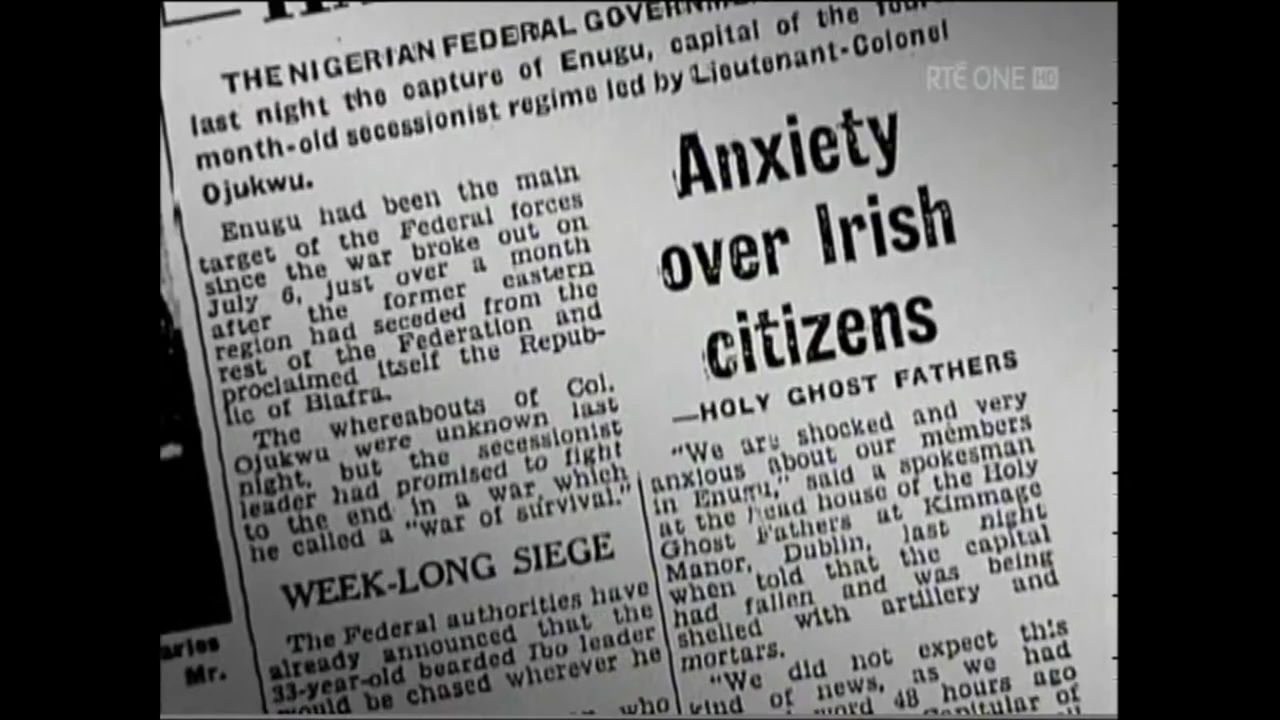 THE NIGERIAN FEDERAL
last night the capture of Enugu, capital of the
month-old secessionist regime led by Lieutenant-Colonel
Ojukwu.
Enugu had been the main
target of the Federal forces
since the war broke out on
July 6, just over a month
after the former eastern
region had seceded from the
rest of the Federation and
proclaimed itself the Repub-
lic of Biafra.
The whereabouts of Col.
Ojukwu were unknown last
night, but the secessionist
leader had promised to fight
to the end in a war which
he called a "war of survival."
WEEK-LONG SIEGE
The Federal authorities have
already announced that the
33-year-old bearded Ibo leader
would be chased wherever he
who
aries
Mr.
RTÉ ONE HD
Anxiety
over Irish
citizens
—HOLY GHOST FATHERS
"We are shocked and very
anxious about our members
in Enugu," said a spokesman
at the head house of the Holy
Ghost Fathers at Kimmage
Manor, Dublin, last night
when told that the capital
had fallen and was being
shelled with artillery and
mortars.
"We did not expect this
kind of news, as we had
word 48 hours ago